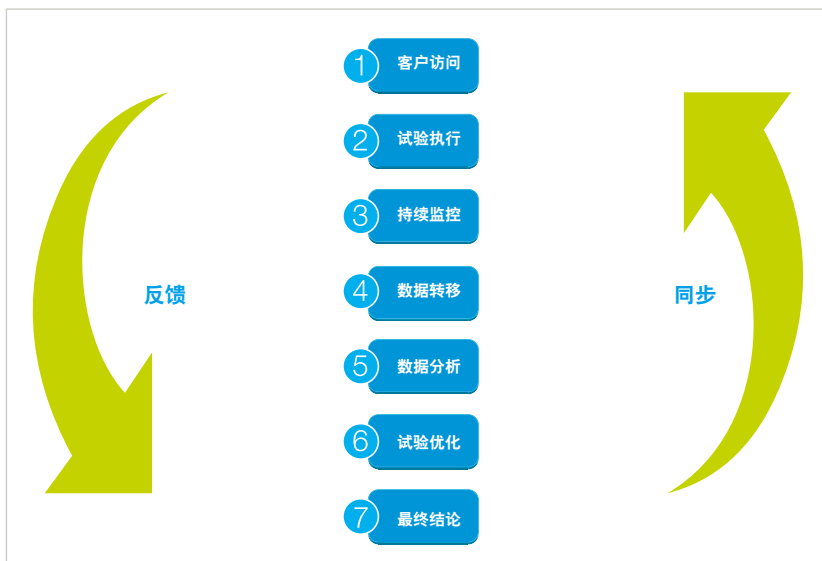 1 客户访问
2 试验执行
3 持续监控
4 数据转移
5 数据分析
6 试验优化
7 最终结论
反馈
同步